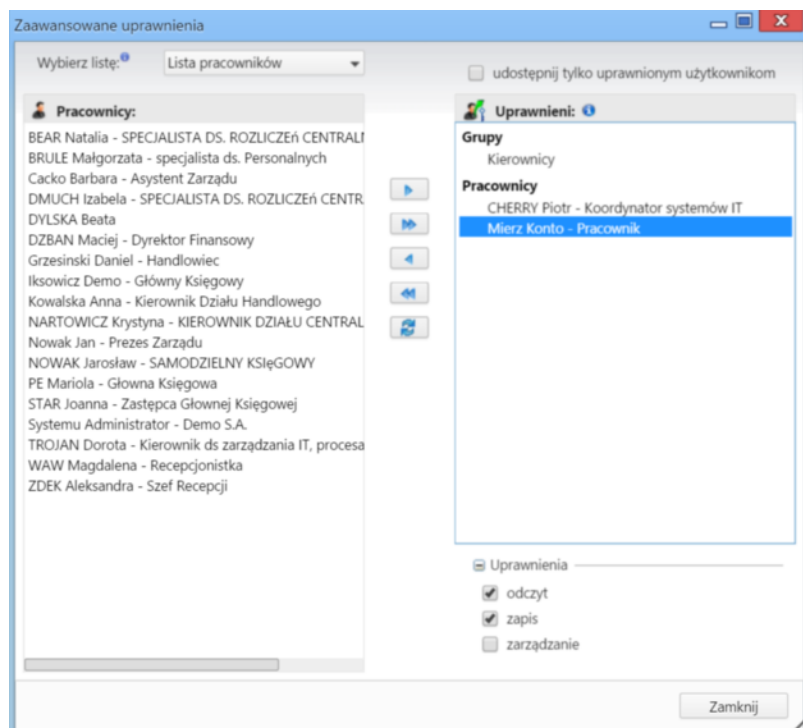 Zaawansowane uprawnienia
Wybierz listę:
Lista pracowników
udostępnij tylko uprawnionym użytkownikom
Pracownicy:
BEAR Natalia - SPECJALISTA DS. ROZLICZEń CENTRAL
BRULE Małgorzata - specjalista ds. Personalnych
Cacko Barbara - Asystent Zarządu
DMUCH Izabela - SPECJALISTA DS. ROZLICZEń CENTR
DYLSKA Beata
DZBAN Maciej - Dyrektor Finansowy
Grzesinski Daniel - Handlowiec
Iksowicz Demo - Główny Księgowy
Kowalska Anna - Kierownik Działu Handlowego
NARTOWICZ Krystyna - KIEROWNIK DZIAŁU CENTRAL
Nowak Jan - Prezes Zarządu
NOWAK Jarosław - SAMODZIELNY KSIęGOWY
PE Mariola - Głowna Księgowa
STAR Joanna - Zastępca Głownej Księgowej
Systemu Administrator - Demo S.A.
TROJAN Dorota - Kierownik ds zarządzania IT, procesa
WAW Magdalena - Recepcjonistka
ZDEK Aleksandra - Szef Recepcji
Uprawnieni:
Grupy
Kierownicy
Pracownicy
CHERRY Piotr - Koordynator systemów IT
Mierz Konto - Pracownik
Uprawnienia
odczyt
zapis
zarządzanie
Zamknij